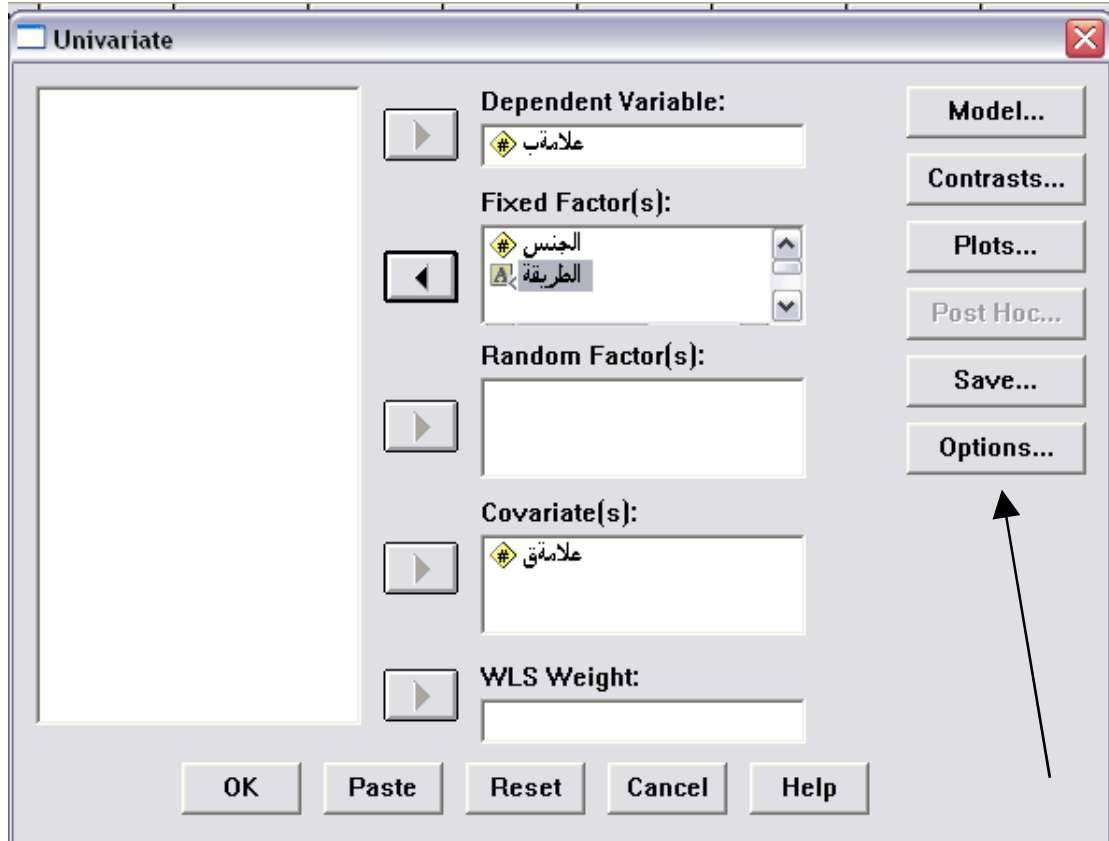 Univariate
Dependent Variable:
علامةب
Fixed Factor(s):
الجنس
الطريقة
Random Factor(s):
Covariate(s):
علامةق
WLS Weight:
Model...
Contrasts...
Plots...
Post Hoc...
Save...
Options...
OK
Paste
Reset
Cancel
Help